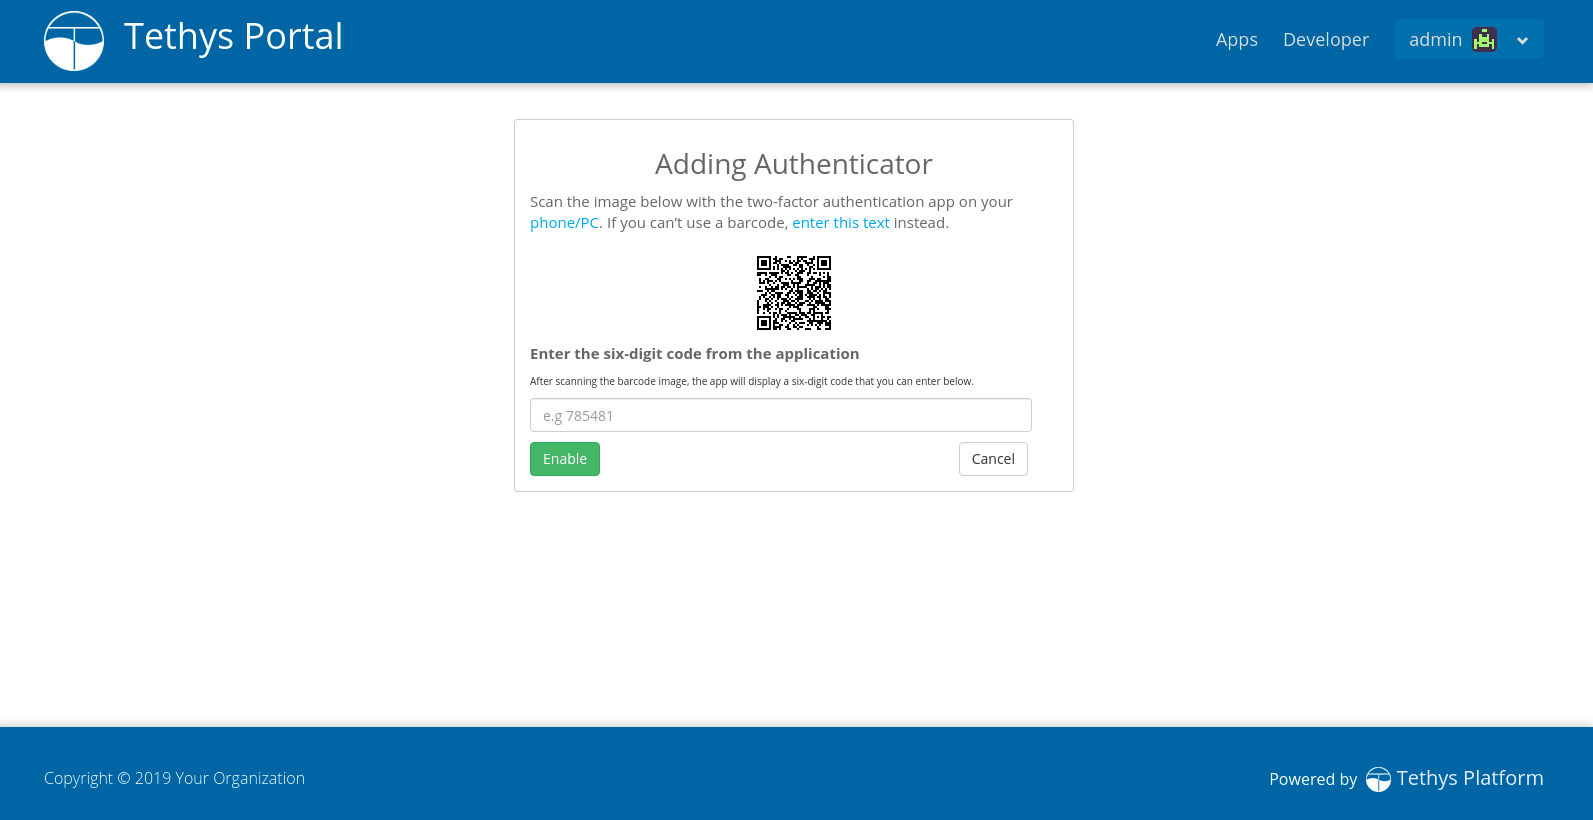 Tethys Portal
Apps
Developer
admin
Adding Authenticator
Scan the image below with the two-factor authentication app on your
phone/PC. If you can’t use a barcode, enter this text instead.
Enter the six-digit code from the application
After scanning the barcode image, the app will display a six-digit code that you can enter below.
e.g 785481
Enable
Cancel
Copyright © 2019 Your Organization
Powered by Tethys Platform